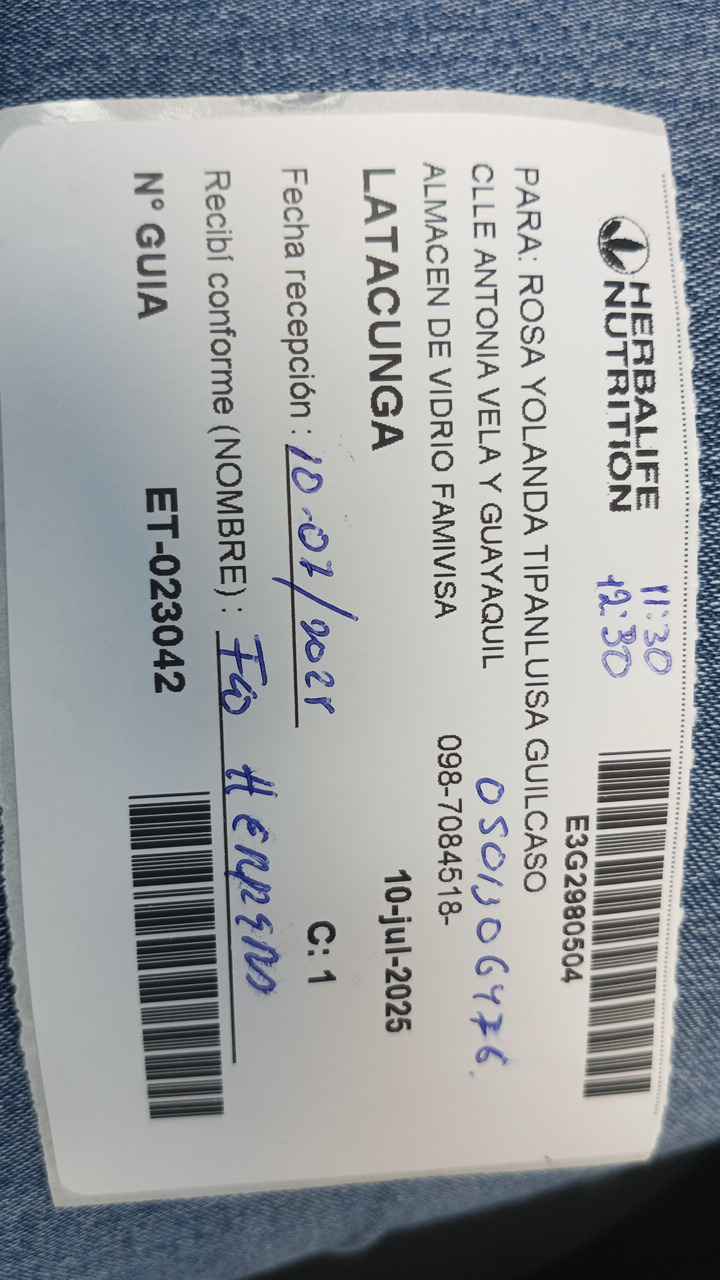 HERBALIFE
NUTRITION
11:30
12:30
E3G2980504
PARA: ROSA YOLANDA TIPANLUISA GUILCASO
CLLE ANTONIA VELA Y GUAYAQUIL
ALMACEN DE VIDRIO FAMIVISA 098-7084518-
LATACUNGA 10-jul-2025
Fecha recepción : 10-07/2025 C: 1
Recibí conforme (NOMBRE) :
N° GUIA ET-023042